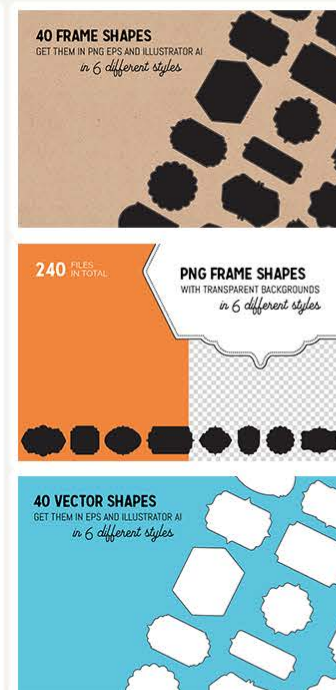 40 FRAME SHAPES
GET THEM IN PNG EPS AND ILLUSTRATOR AI
in 6 different styles
240 FILES
IN TOTAL
PNG FRAME SHAPES
WITH TRANSPARENT BACKGROUNDS
in 6 different styles
40 VECTOR SHAPES
GET THEM IN EPS AND ILLUSTRATOR AI
in 6 different styles